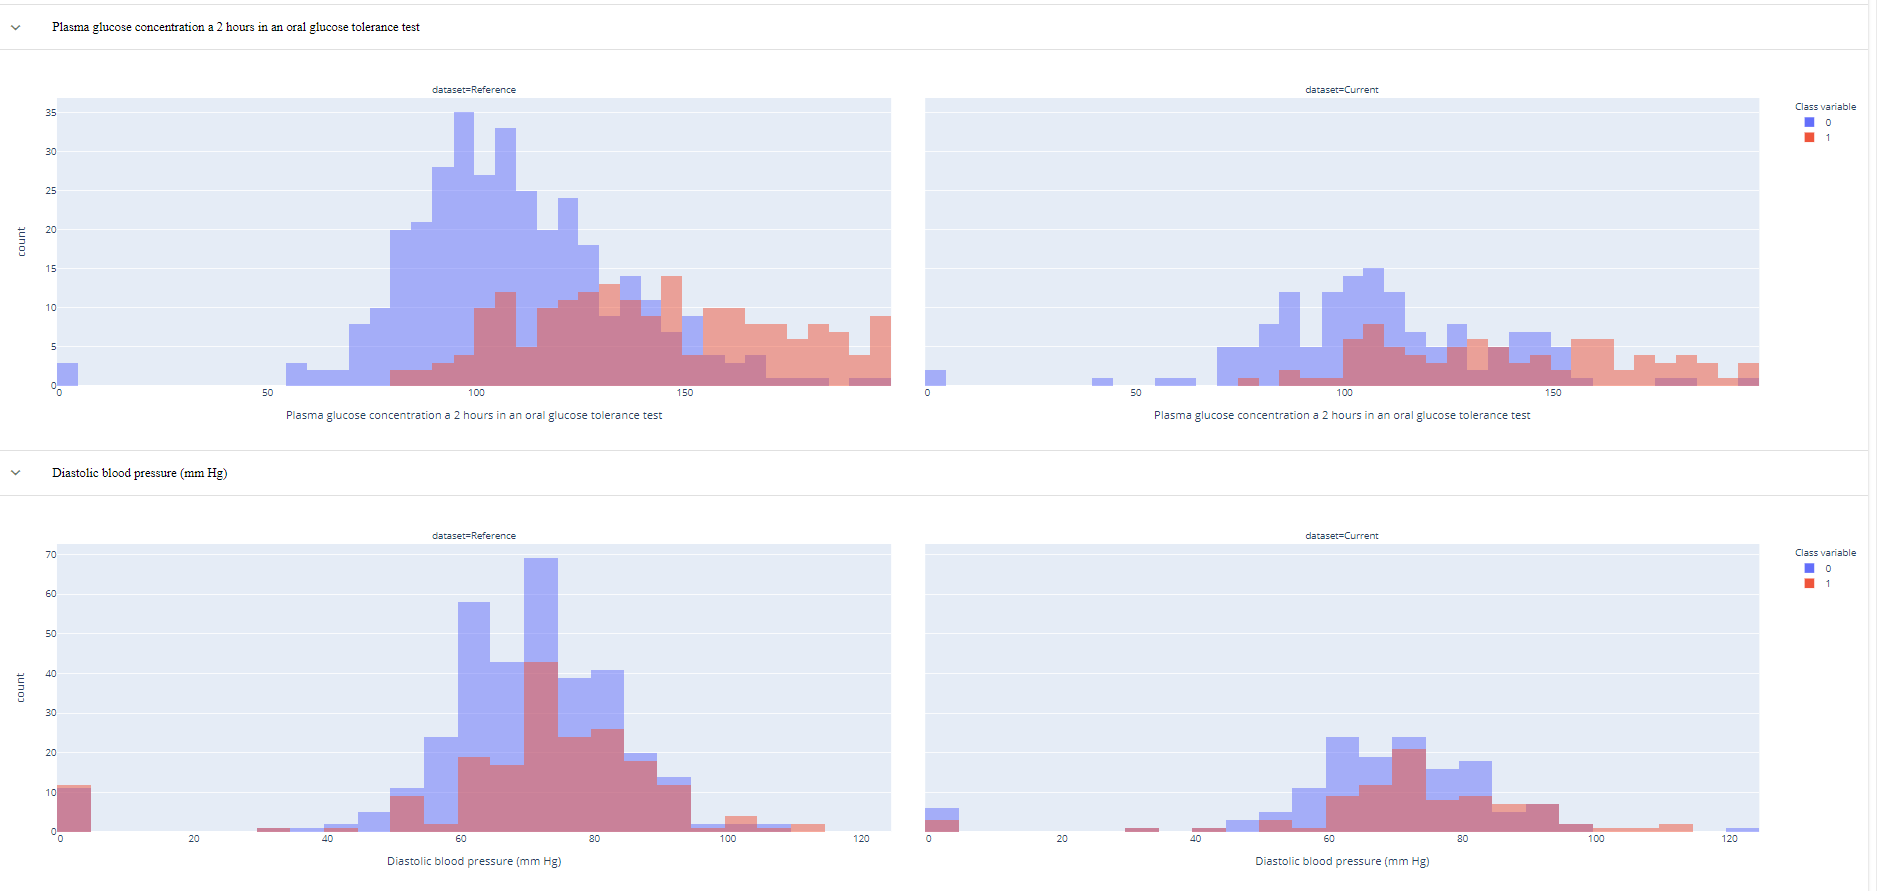 Plasma glucose concentration a 2 hours in an oral glucose tolerance test
dataset=Reference
dataset=Current
Class variable
0
1
35
30
25
20
15
10
5
0
count
0 50 100 150
0 50 100 150
Plasma glucose concentration a 2 hours in an oral glucose tolerance test
Plasma glucose concentration a 2 hours in an oral glucose tolerance test
Diastolic blood pressure (mm Hg)
dataset=Reference
dataset=Current
Class variable
0
1
70
60
50
40
30
20
10
0
count
0 20 40 60 80 100 120
0 20 40 60 80 100 120
Diastolic blood pressure (mm Hg)
Diastolic blood pressure (mm Hg)